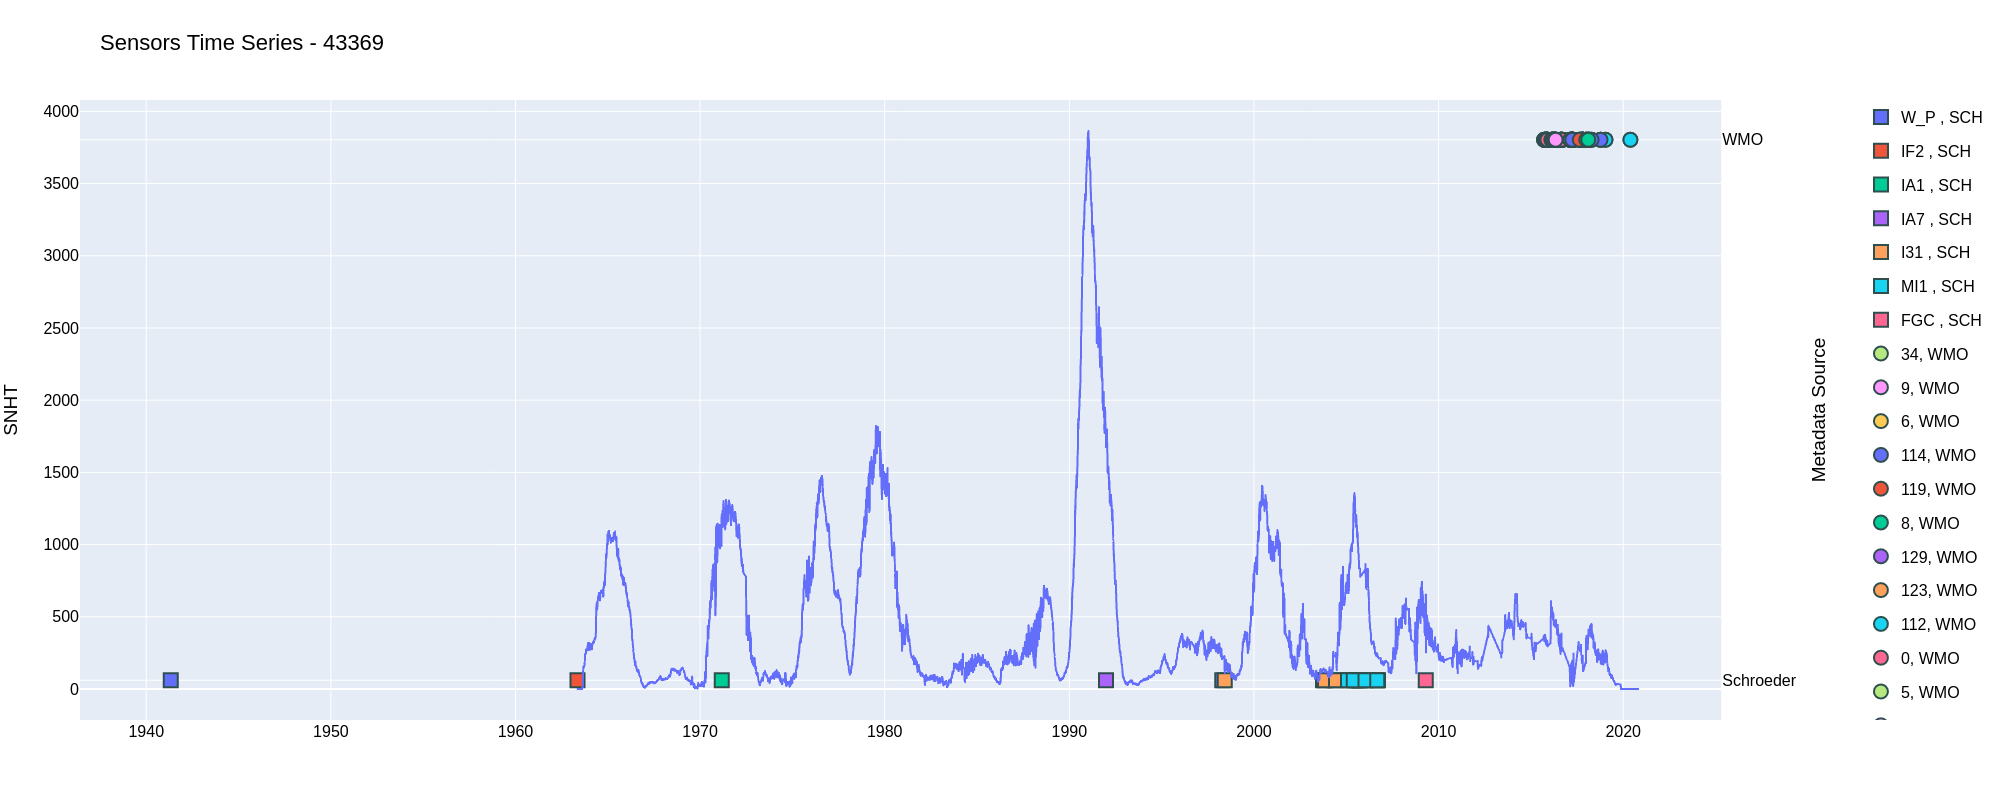 Sensors Time Series - 43369
SNHT
4000
3500
3000
2500
2000
1500
1000
500
0
1940
1950
1960
1970
1980
1990
2000
2010
2020
WMO
Schroeder
Metadata Source
W_P , SCH
IF2 , SCH
IA1 , SCH
IA7 , SCH
I31 , SCH
MI1 , SCH
FGC , SCH
34, WMO
9, WMO
6, WMO
114, WMO
119, WMO
8, WMO
129, WMO
123, WMO
112, WMO
0, WMO
5, WMO